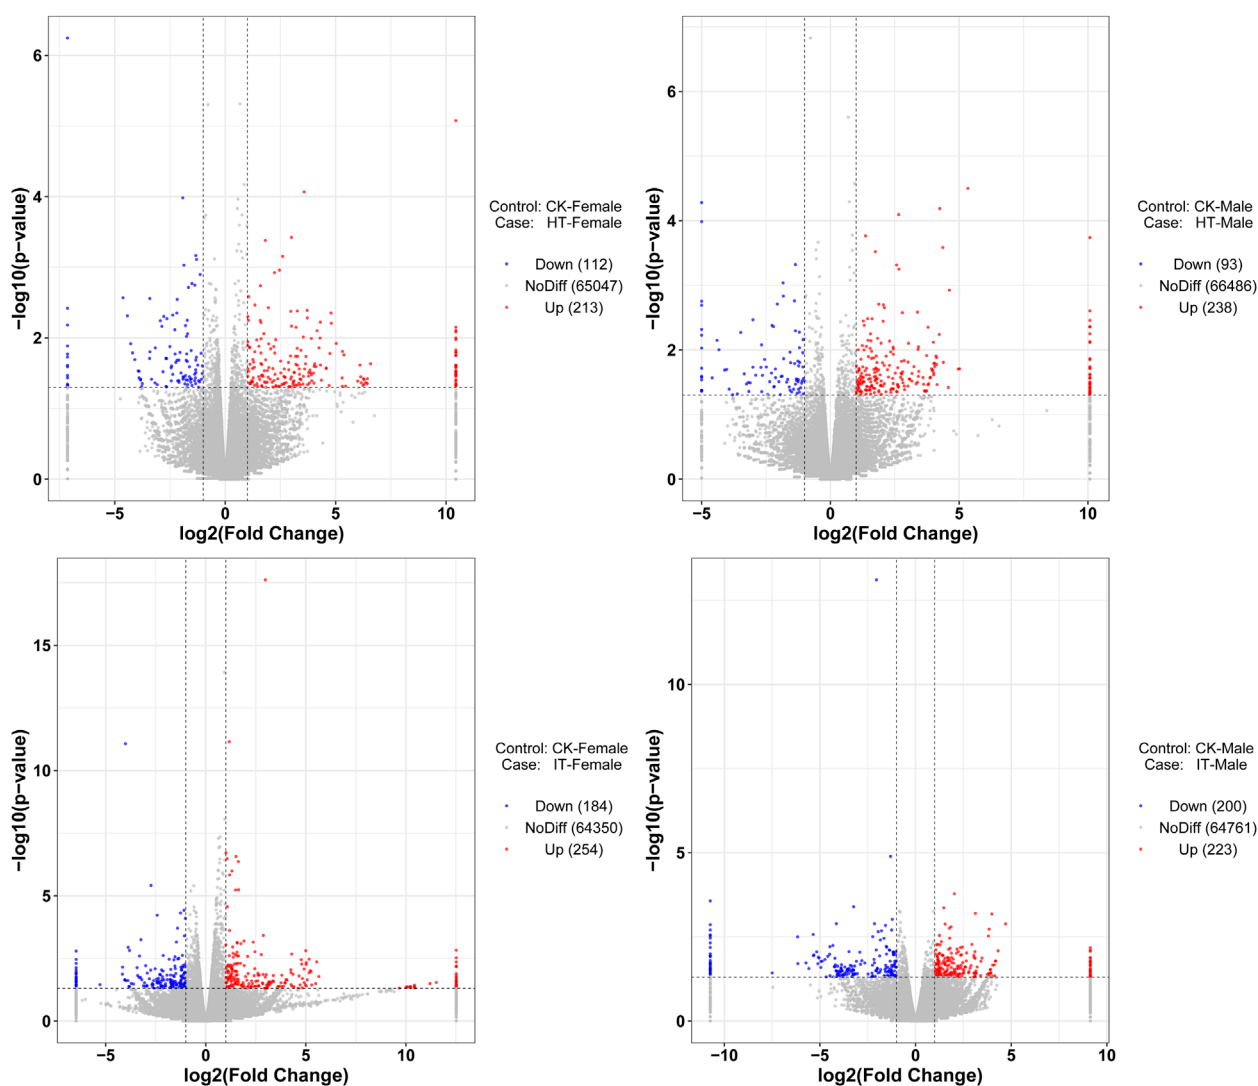 6
4
2
0
−5
0
5
10
−log10(p−value)
log2(Fold Change)
Control: CK-Female
Case: HT-Female
Down (112)
NoDiff (65047)
Up (213)
6
4
2
0
−5
0
5
10
−log10(p−value)
log2(Fold Change)
Control: CK-Male
Case: HT-Male
Down (93)
NoDiff (66486)
Up (238)
15
10
5
0
−5
0
5
10
−log10(p−value)
log2(Fold Change)
Control: CK-Female
Case: IT-Female
Down (184)
NoDiff (64350)
Up (254)
10
5
0
−10
−5
0
5
10
−log10(p−value)
log2(Fold Change)
Control: CK-Male
Case: IT-Male
Down (200)
NoDiff (64761)
Up (223)